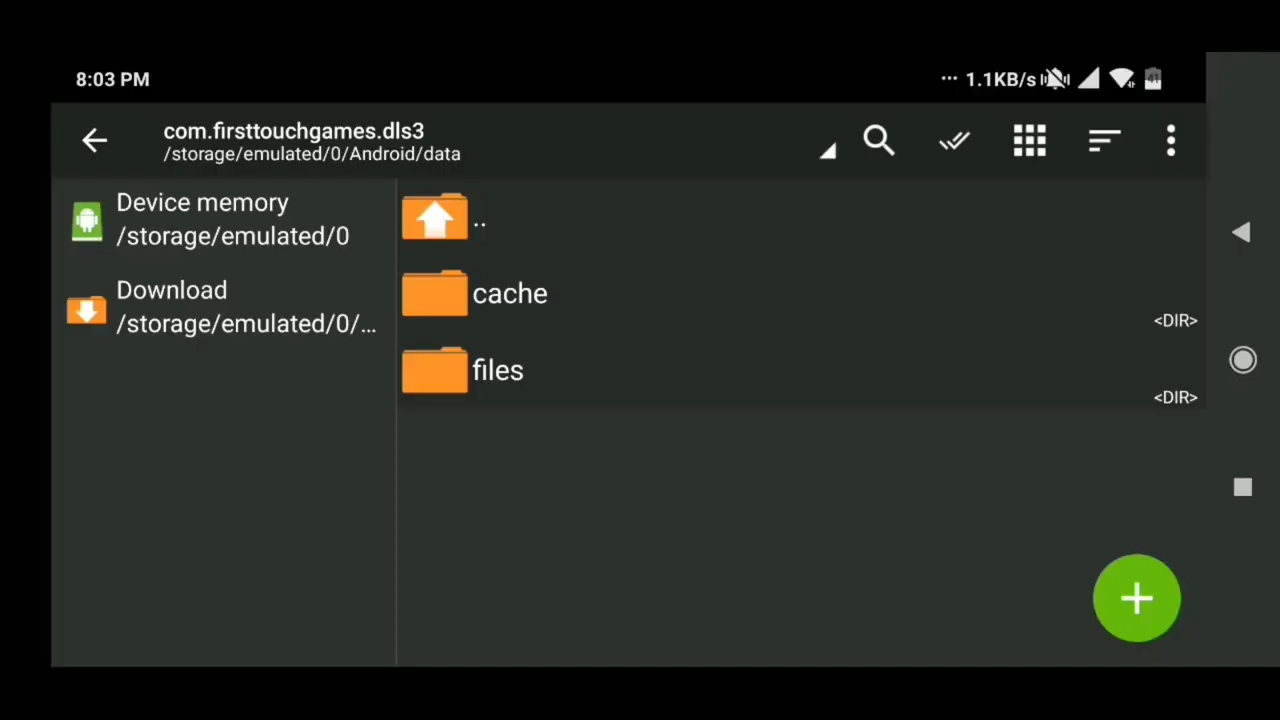 8:03 PM
··· 1.1KB/s
41
com.firsttouchgames.dls3
/storage/emulated/0/Android/data
Device memory
/storage/emulated/0
Download
/storage/emulated/0/...
..
cache
<DIR>
files
<DIR>